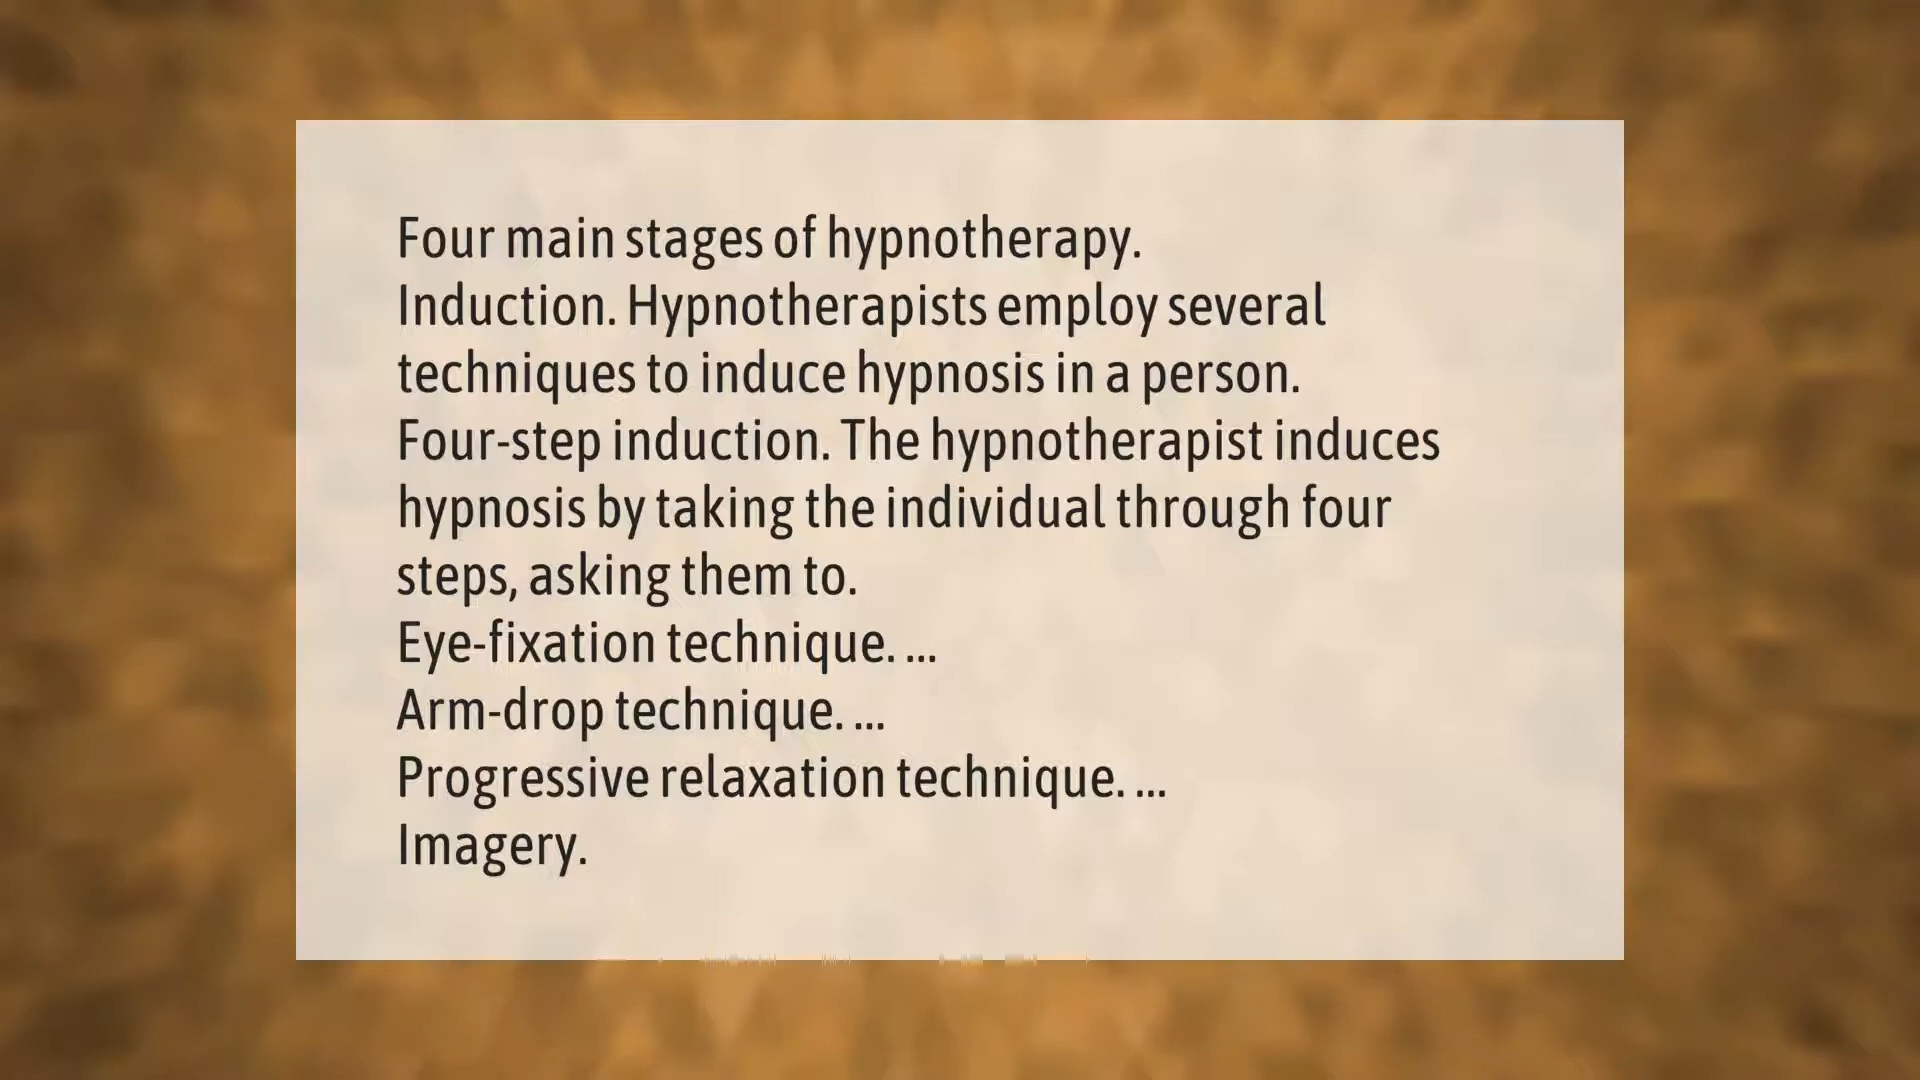 Four main stages of hypnotherapy.
Induction. Hypnotherapists employ several
techniques to induce hypnosis in a person.
Four-step induction. The hypnotherapist induces
hypnosis by taking the individual through four
steps, asking them to.
Eye-fixation technique. ...
Arm-drop technique. ...
Progressive relaxation technique. ...
Imagery.